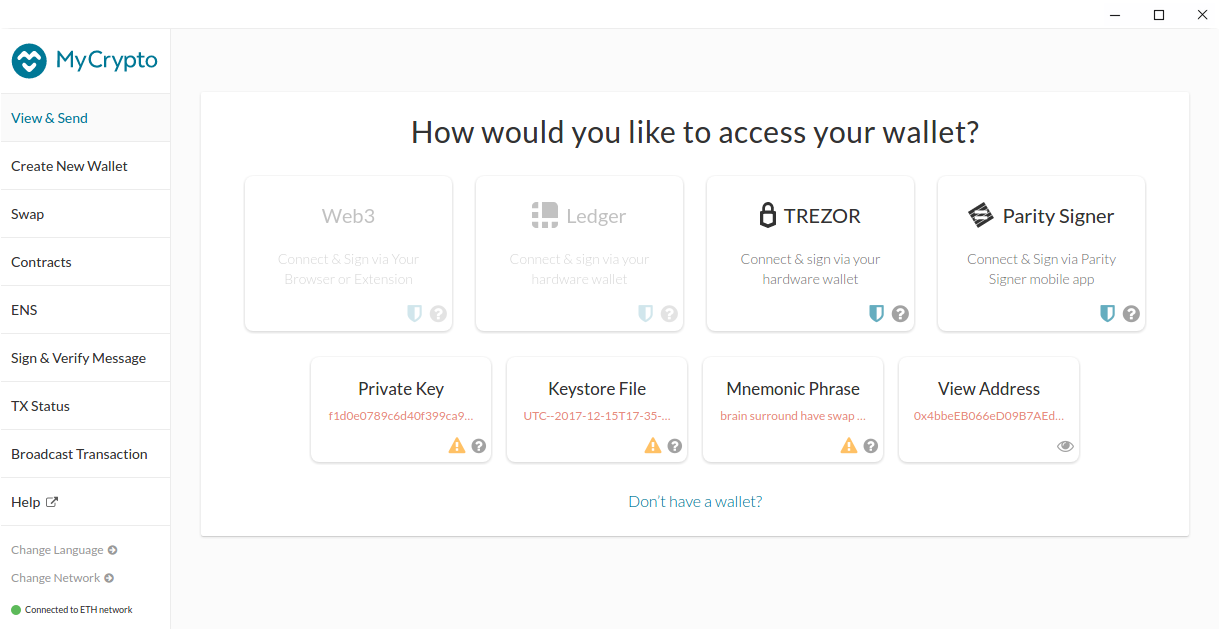 MyCrypto
View & Send
Create New Wallet
Swap
Contracts
ENS
Sign & Verify Message
TX Status
Broadcast Transaction
Help
Change Language
Change Network
Connected to ETH network
How would you like to access your wallet?
Web3
Connect & Sign via Your
Browser or Extension
Ledger
Connect & sign via your
hardware wallet
TREZOR
Connect & sign via your
hardware wallet
Parity Signer
Connect & Sign via Parity
Signer mobile app
Private Key
f1d0e0789c6d40f399ca9...
Keystore File
UTC--2017-12-15T17-35-...
Mnemonic Phrase
brain surround have swap ...
View Address
0x4bbeEB066eD09B7AEd...
Don't have a wallet?